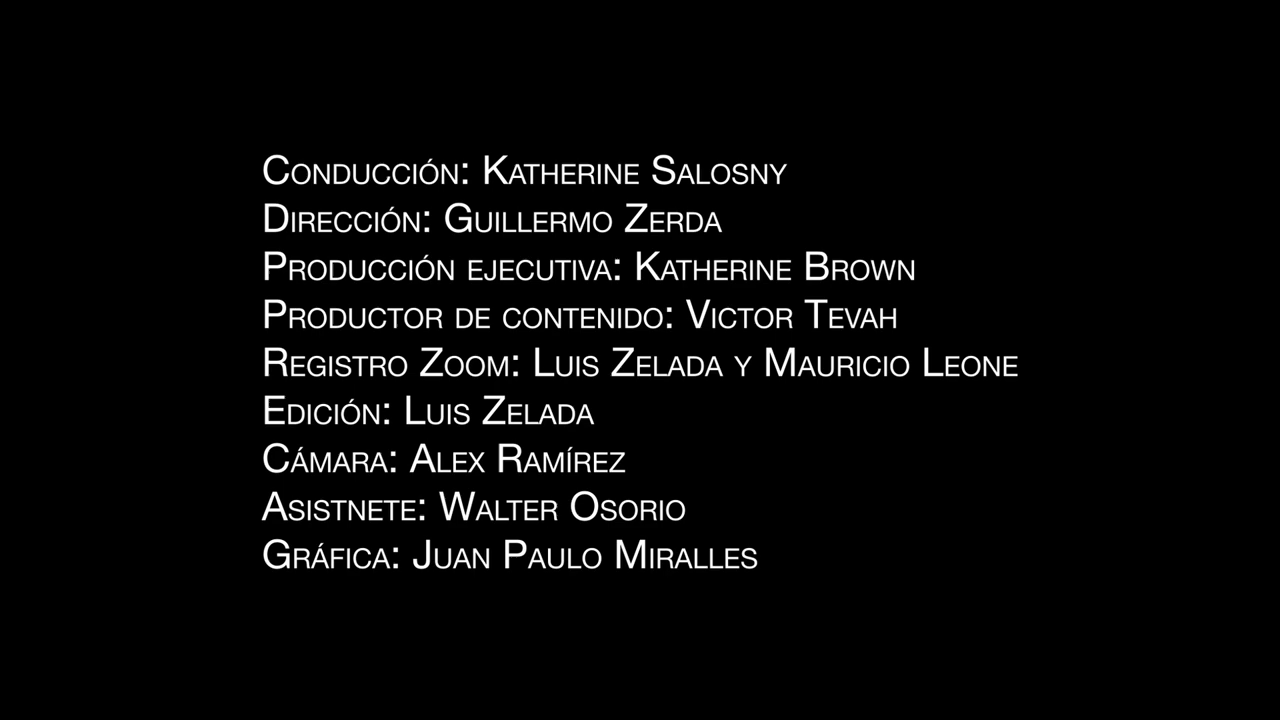 Conducción: Katherine Salosny
Dirección: Guillermo Zerda
Producción ejecutiva: Katherine Brown
Productor de contenido: Victor Tevah
Registro Zoom: Luis Zelada y Mauricio Leone
Edición: Luis Zelada
Cámara: Alex Ramírez
Asistnete: Walter Osorio
Gráfica: Juan Paulo Miralles